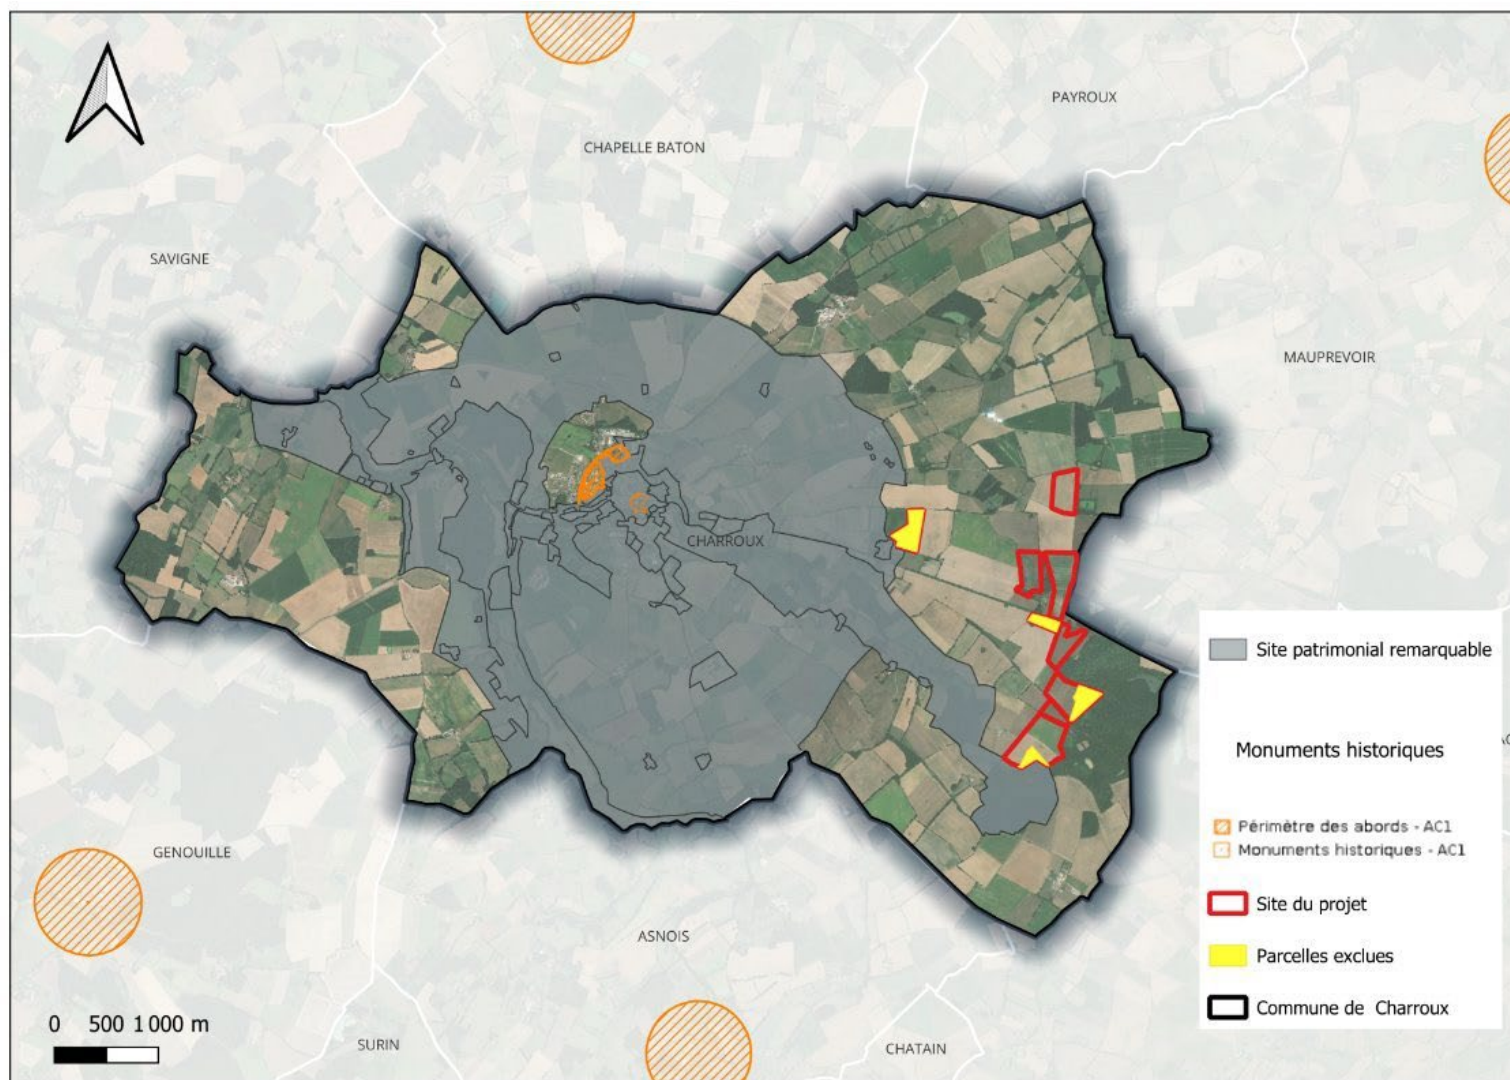 PAYROUX
CHAPELLE BATON
SAVIGNE
MAUPREVOIR
CHARROUX
Site patrimonial remarquable
Monuments historiques
Périmètre des abords - AC1
Monuments historiques - AC1
Site du projet
Parcelles exclues
Commune de Charroux
GENOUILLE
ASNOIS
SURIN
CHATAIN
0 500 1 000 m